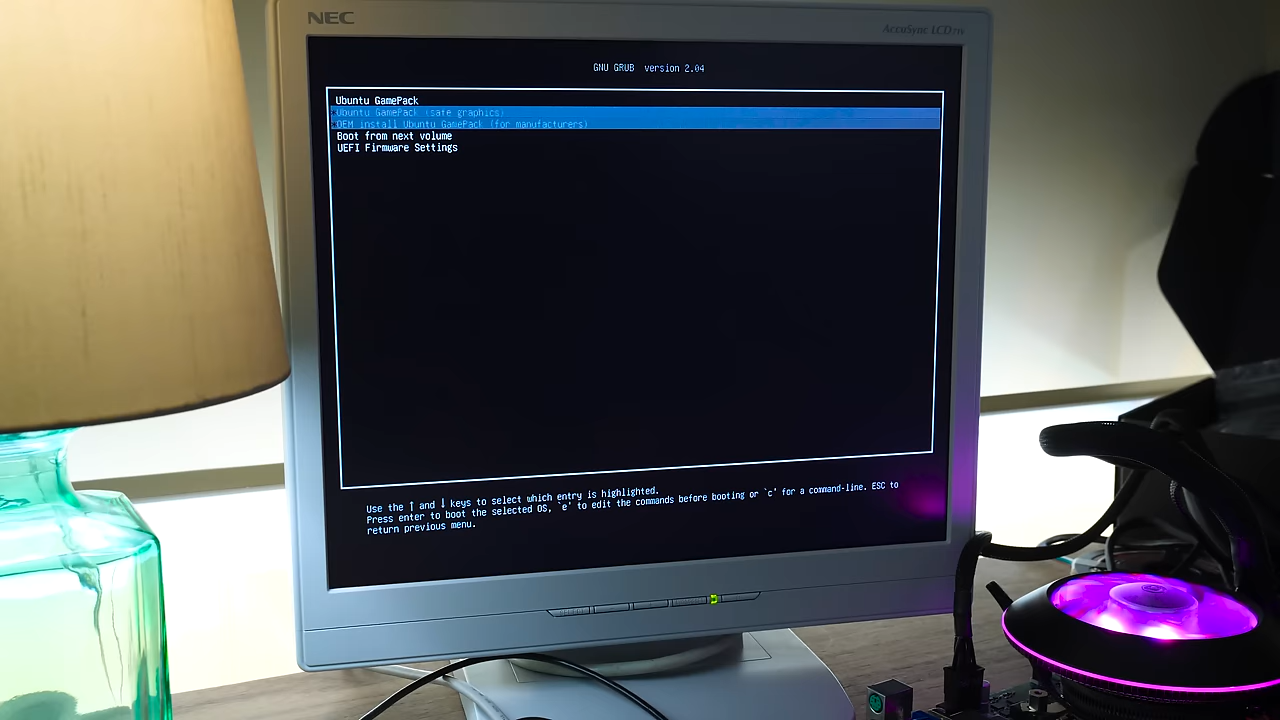 NEC
AccuSync LCD
GNU GRUB version 2.04
Ubuntu GamePack
*Ubuntu GamePack (safe graphics)
*OEM install Ubuntu GamePack (for manufacturers)
Boot from next volume
UEFI Firmware Settings
Use the ↑ and ↓ keys to select which entry is highlighted.
Press enter to boot the selected OS, `e' to edit the commands before booting or `c' for a command-line. ESC to
return previous menu.